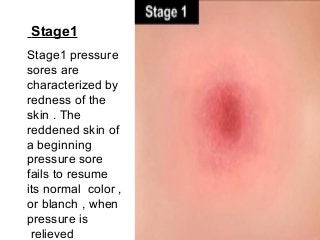 Stage1
Stage 1
Stage1 pressure
sores are
characterized by
redness of the
skin . The
reddened skin of
a beginning
pressure sore
fails to resume
its normal color ,
or blanch , when
pressure is
relieved